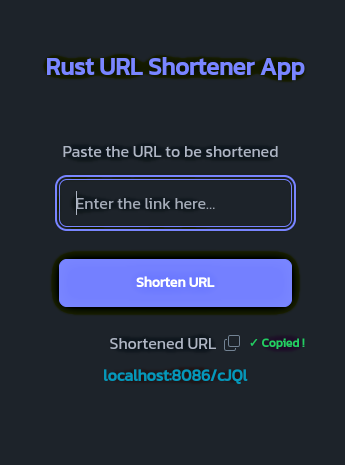 Rust URL Shortener App
Paste the URL to be shortened
Enter the link here...
Shorten URL
Shortened URL ✓ Copied !
localhost:8086/cJQl